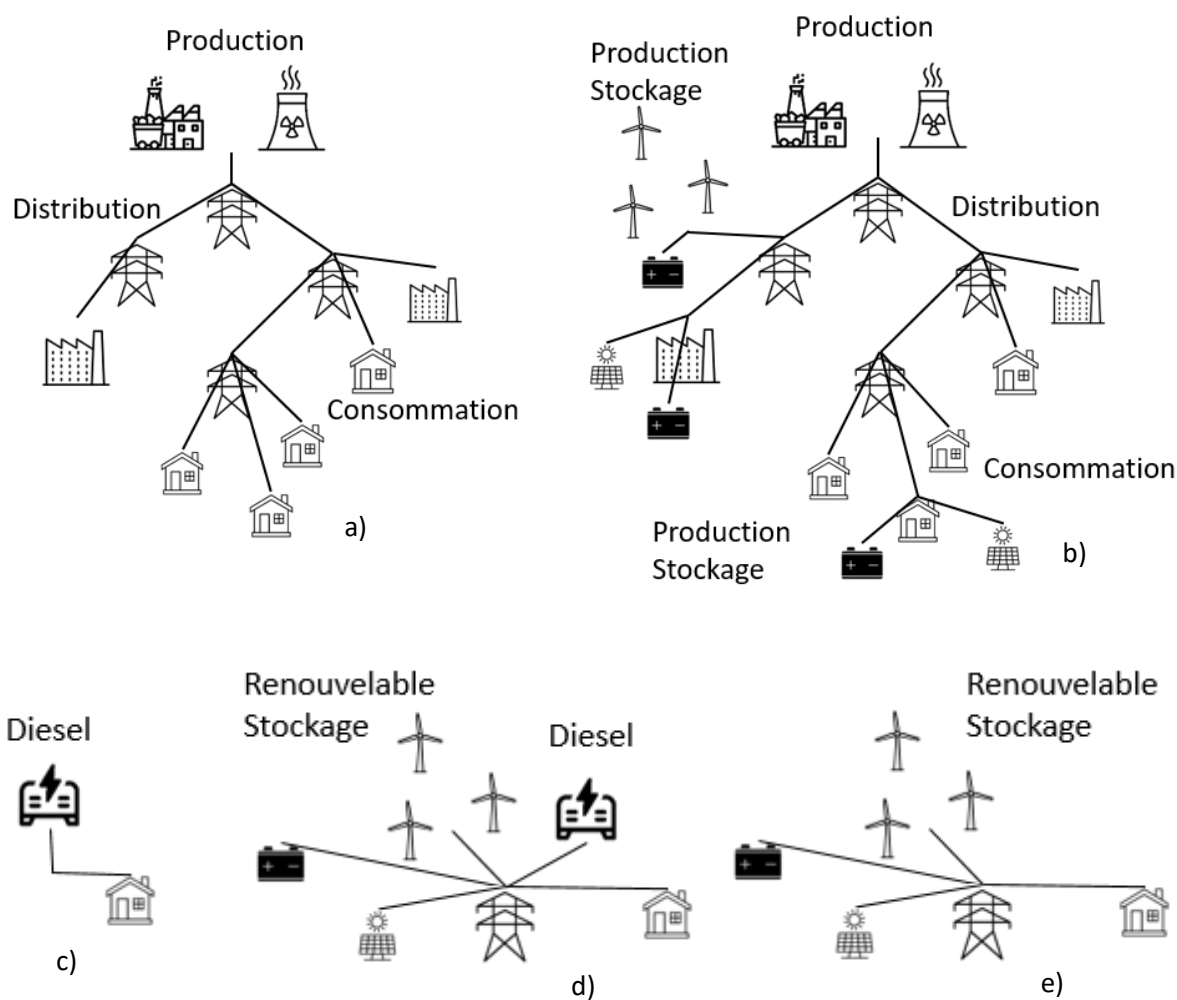 Production
Distribution
Consommation
a)
Production
Stockage
Production
Distribution
Consommation
Production
Stockage
b)
Diesel
c)
Renouvelable
Stockage
Diesel
d)
Renouvelable
Stockage
e)